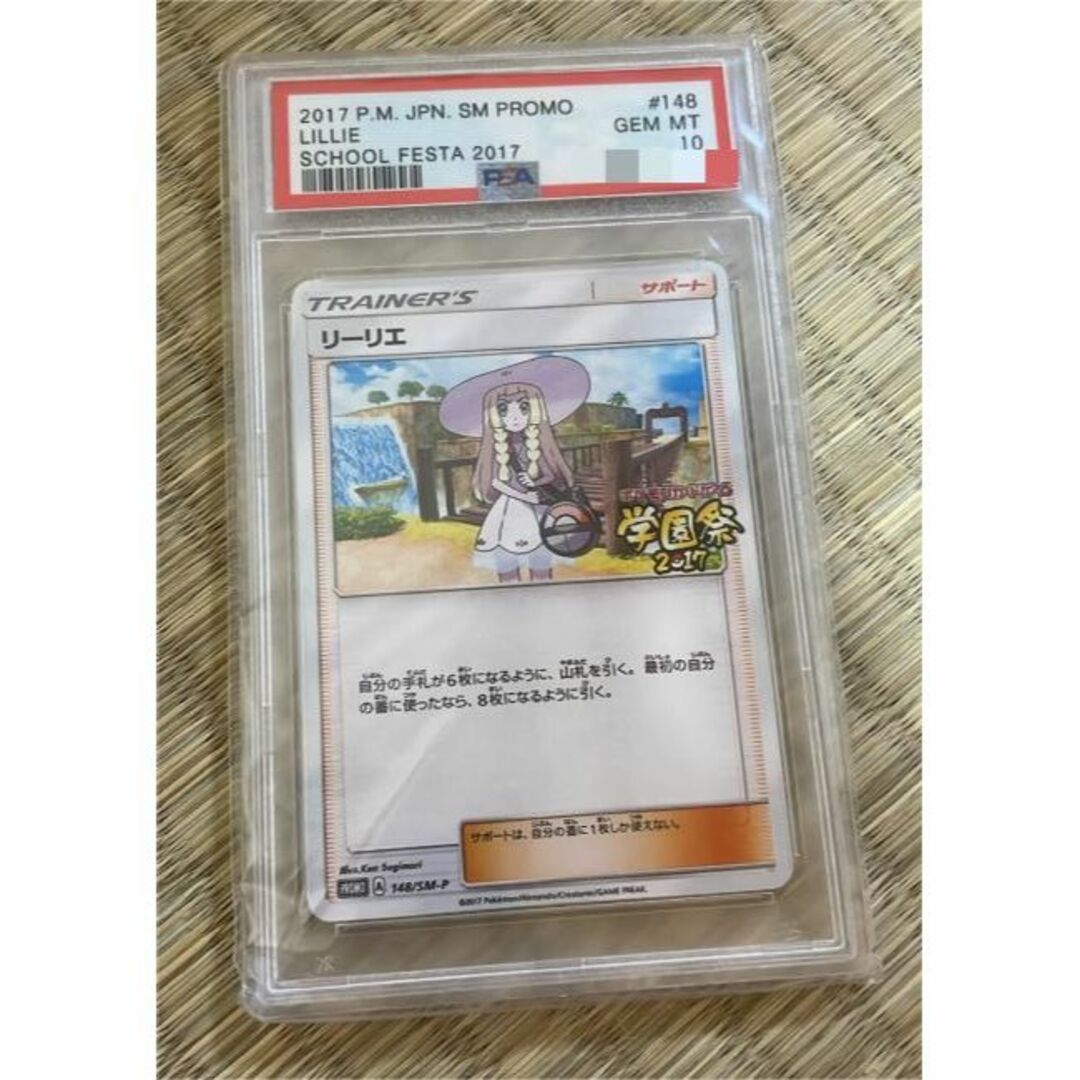 2017 P.M. JPN. SM PROMO #148
LILLIE GEM MT
SCHOOL FESTA 2017 10
PSA
TRAINER'S サポート
リーリエ
学園祭
2017
自分の手札が6枚になるように、山札を引く。最初の自分
の番に使ったなら、8枚になるように引く。
サポートは、自分の番に1枚しか使えない。
illus.Ken Sugimori
PROMO A 148/SM-P
©2017 Pokémon/Nintendo/Creatures/GAME FREAK.